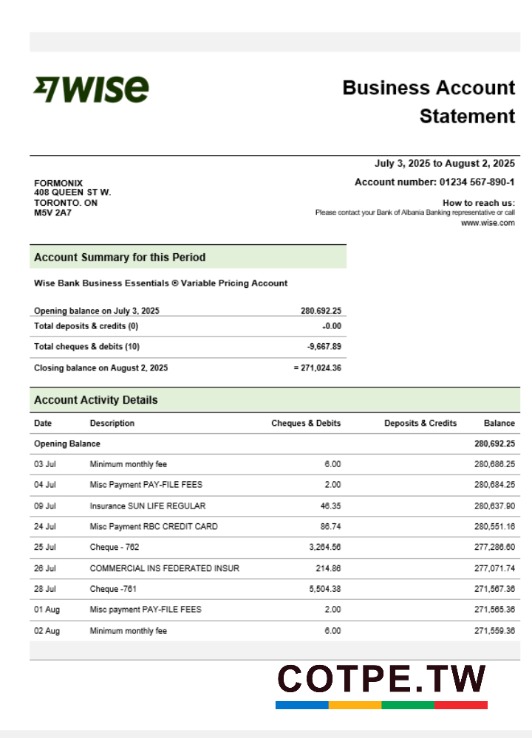 WISE
Business Account
Statement
July 3, 2025 to August 2, 2025
FORMONIX
408 QUEEN ST W.
TORONTO. ON
M5V 2A7
Account number: 01234 567-890-1
How to reach us:
Please contact your Bank of Albania Banking representative or call
www.wise.com
Account Summary for this Period
Wise Bank Business Essentials ® Variable Pricing Account
Opening balance on July 3, 2025 280.692.25
Total deposits & credits (0) -0.00
Total cheques & debits (10) -9,667.89
Closing balance on August 2, 2025 = 271,024.36
Account Activity Details
Date Description Cheques & Debits Deposits & Credits Balance
Opening Balance 280,692.25
03 Jul Minimum monthly fee 6.00 280,686.25
04 Jul Misc Payment PAY-FILE FEES 2.00 280,684.25
09 Jul Insurance SUN LIFE REGULAR 46.35 280,637.90
24 Jul Misc Payment RBC CREDIT CARD 86.74 280,551.16
25 Jul Cheque - 762 3,264.56 277,286.60
26 Jul COMMERCIAL INS FEDERATED INSUR 214.86 277,071.74
28 Jul Cheque -761 5,504.38 271,567.36
01 Aug Misc payment PAY-FILE FEES 2.00 271,565.36
02 Aug Minimum monthly fee 6.00 271,559.36
COTPE.TW